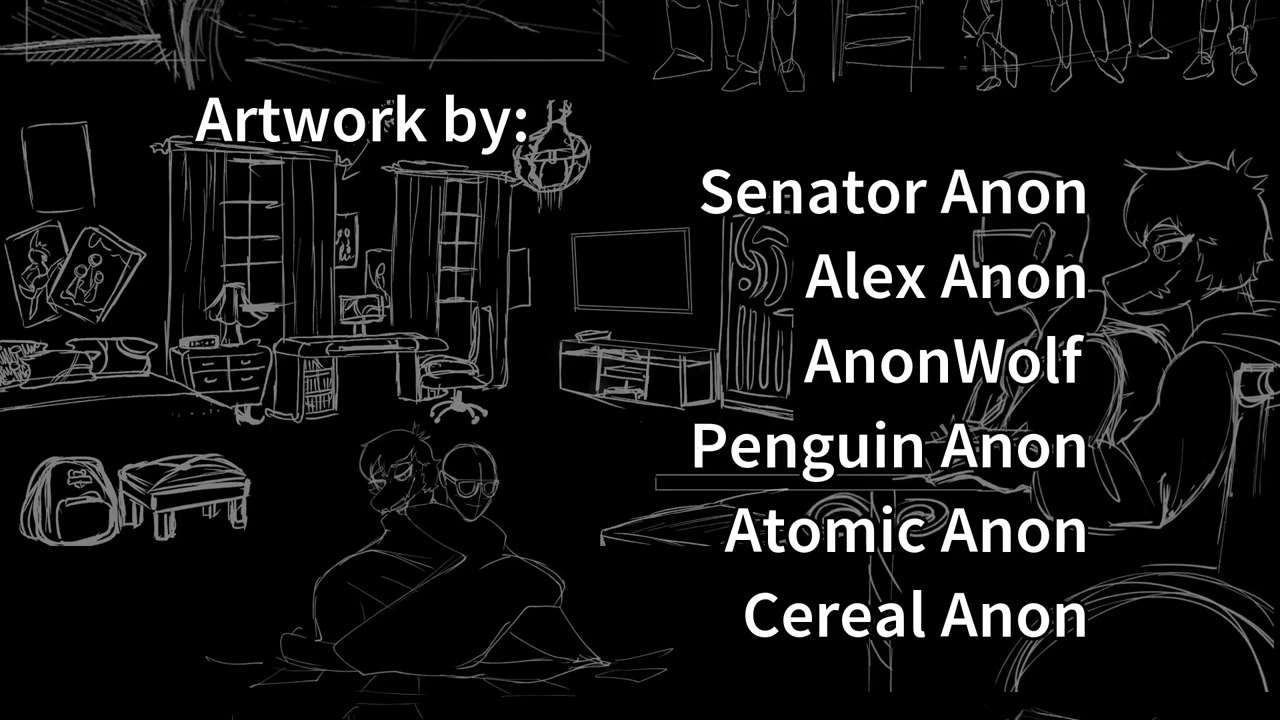 Artwork by:
Senator Anon
Alex Anon
AnonWolf
Penguin Anon
Atomic Anon
Cereal Anon